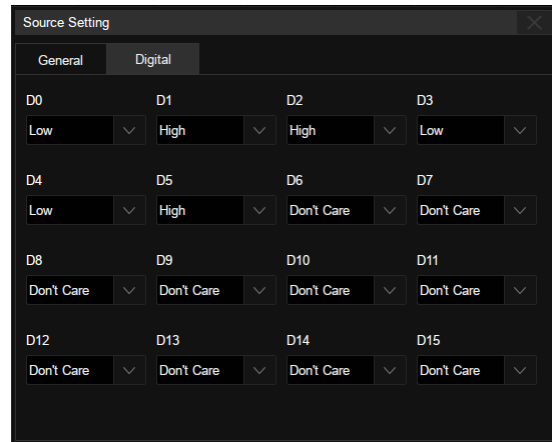 Source Setting
General Digital
D0 D1 D2 D3
Low High High Low
D4 D5 D6 D7
Low High Don't Care Don't Care
D8 D9 D10 D11
Don't Care Don't Care Don't Care Don't Care
D12 D13 D14 D15
Don't Care Don't Care Don't Care Don't Care